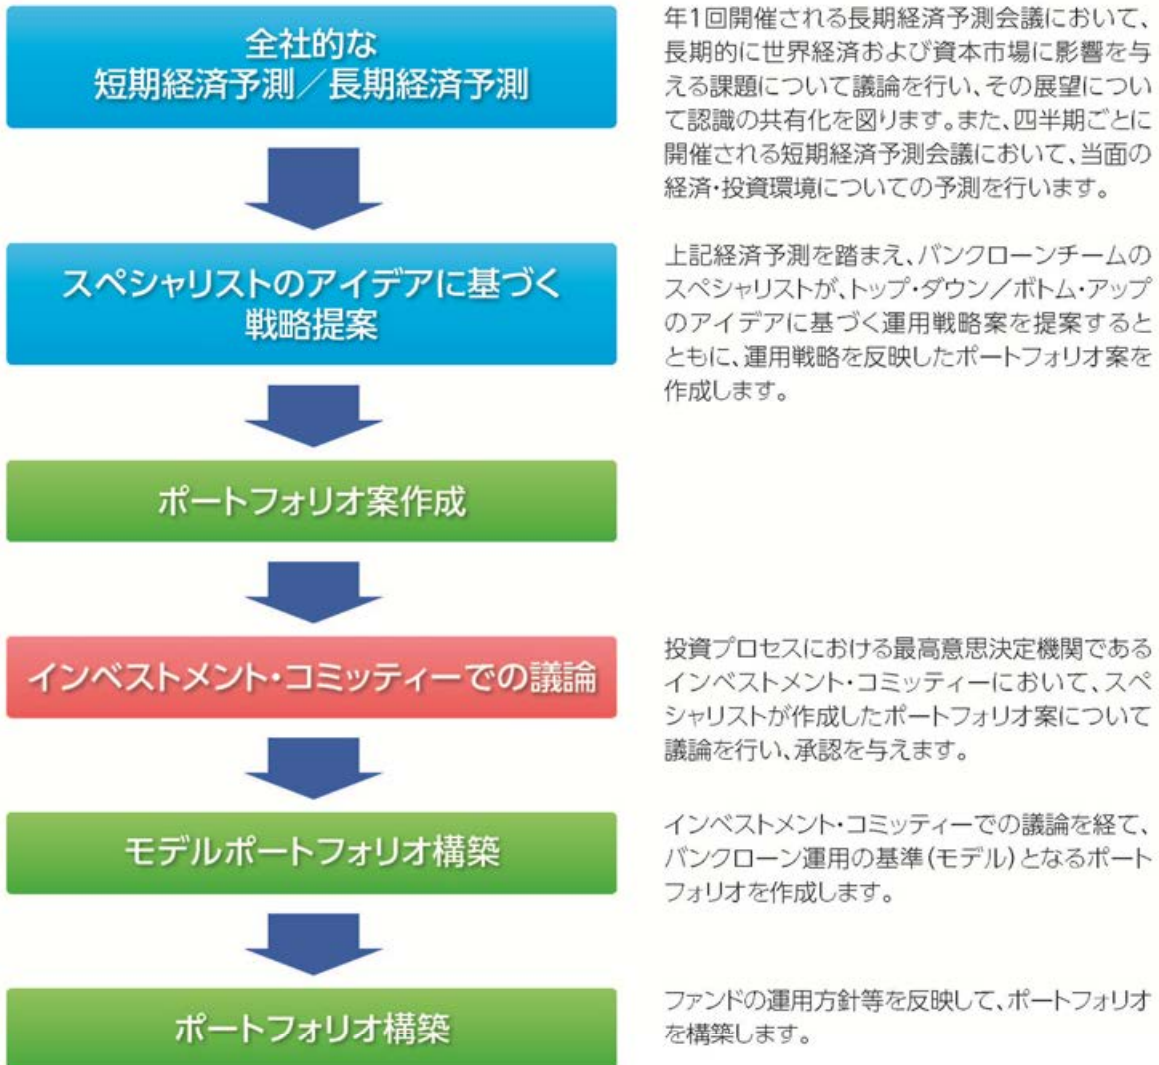 全社的な
短期経済予測／長期経済予測
年1回開催される長期経済予測会議において、
長期的に世界経済および資本市場に影響を与
える課題について議論を行い、その展望につい
て認識の共有化を図ります。また、四半期ごとに
開催される短期経済予測会議において、当面の
経済・投資環境についての予測を行います。
スペシャリストのアイデアに基づく
戦略提案
上記経済予測を踏まえ、バンクローンチームの
スペシャリストが、トップ・ダウン／ボトム・アップ
のアイデアに基づく運用戦略案を提案すると
ともに、運用戦略を反映したポートフォリオ案を
作成します。
ポートフォリオ案作成
インベストメント・コミッティーでの議論
投資プロセスにおける最高意思決定機関である
インベストメント・コミッティーにおいて、スペ
シャリストが作成したポートフォリオ案について
議論を行い、承認を与えます。
モデルポートフォリオ構築
インベストメント・コミッティーでの議論を経て、
バンクローン運用の基準(モデル)となるポート
フォリオを作成します。
ポートフォリオ構築
ファンドの運用方針等を反映して、ポートフォリオ
を構築します。